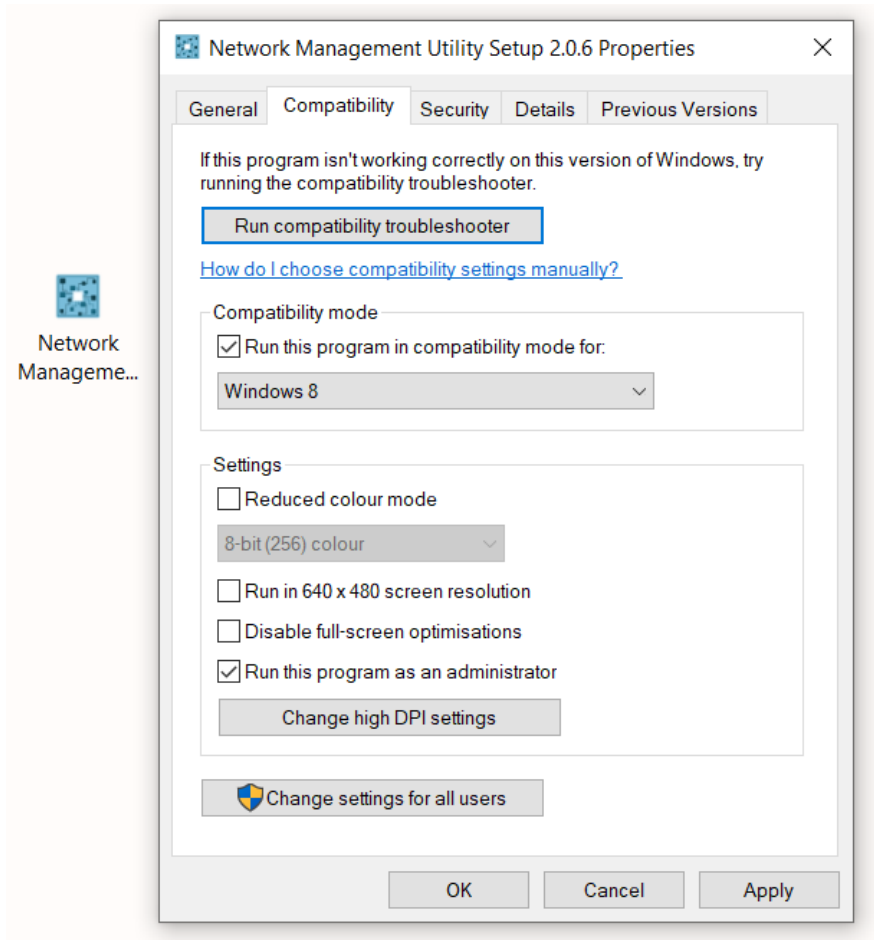 Network Management Utility Setup 2.0.6 Properties
General Compatibility Security Details Previous Versions
If this program isn't working correctly on this version of Windows, try
running the compatibility troubleshooter.
Run compatibility troubleshooter
How do I choose compatibility settings manually?
Compatibility mode
Run this program in compatibility mode for:
Windows 8
Network
Manageme...
Settings
Reduced colour mode
8-bit (256) colour
Run in 640 x 480 screen resolution
Disable full-screen optimisations
Run this program as an administrator
Change high DPI settings
Change settings for all users
OK Cancel Apply